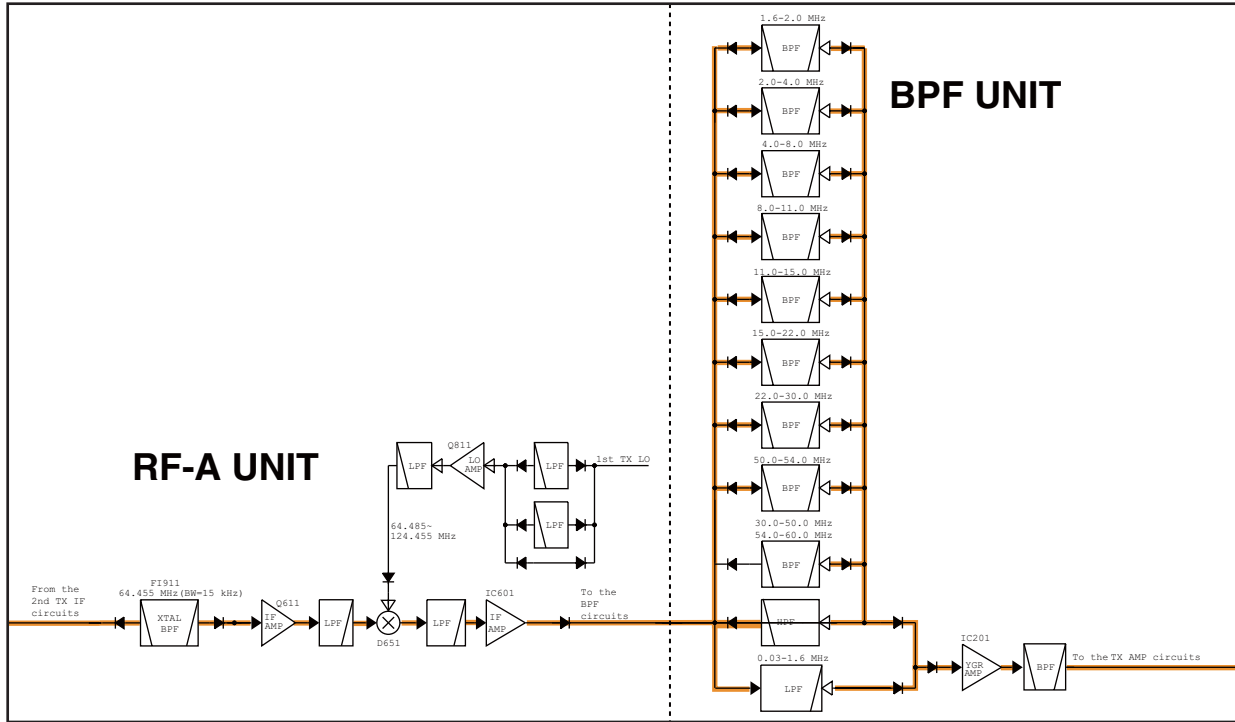 1.6-2.0 MHz
BPF
BPF UNIT
2.0-4.0 MHz
BPF
4.0-8.0 MHz
BPF
8.0-11.0 MHz
BPF
11.0-15.0 MHz
BPF
15.0-22.0 MHz
BPF
22.0-30.0 MHz
BPF
50.0-54.0 MHz
BPF
30.0-50.0 MHz
54.0-60.0 MHz
BPF
HPF
0.03-1.6 MHz
LPF
IC201
YGR
AMP
BPF
To the TX AMP circuits
RF-A UNIT
LPF
Q811
LO
AMP
LPF
1st TX LO
LPF
64.485~
124.455 MHz
From the
2nd TX IF
circuits
FI911
64.455 MHz(BW=15 kHz)
XTAL
BPF
Q611
IF
AMP
LPF
D651
LPF
IC601
IF
AMP
To the
BPF
circuits